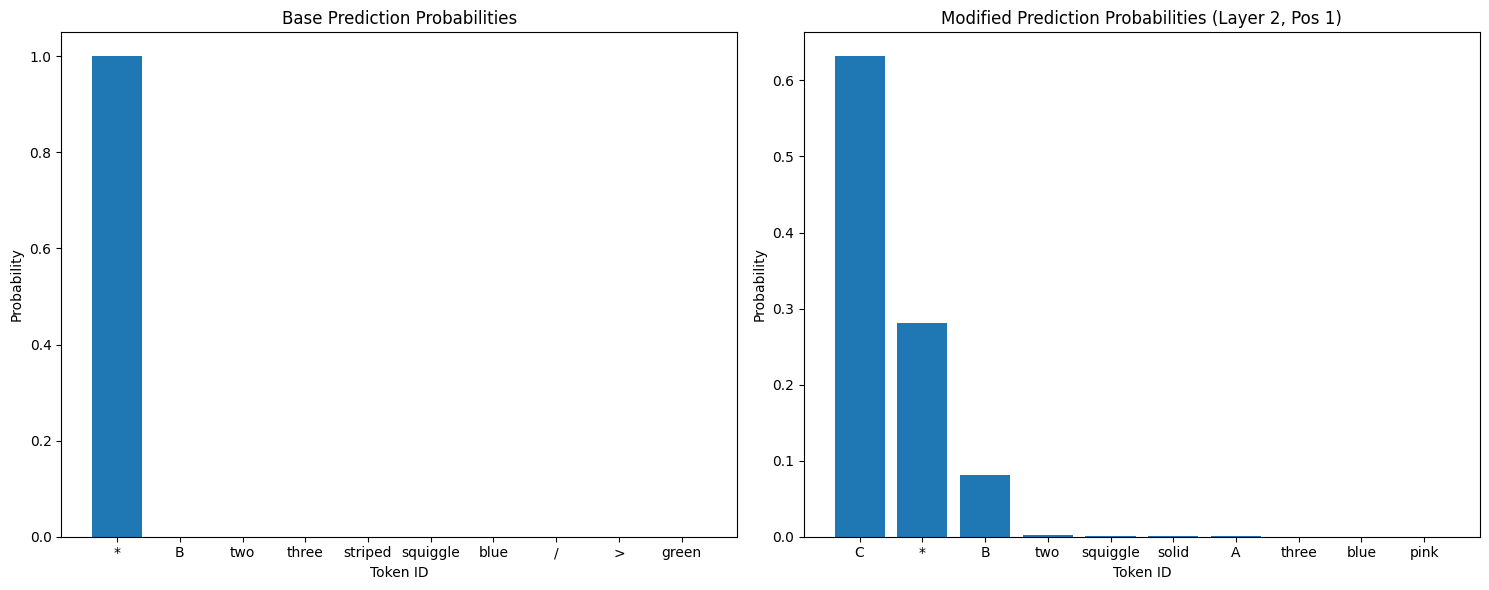 Base Prediction Probabilities
Probability
1.0
0.8
0.6
0.4
0.2
0.0
* B two three striped squiggle blue / > green
Token ID
Modified Prediction Probabilities (Layer 2, Pos 1)
Probability
0.6
0.5
0.4
0.3
0.2
0.1
0.0
C * B two squiggle solid A three blue pink
Token ID